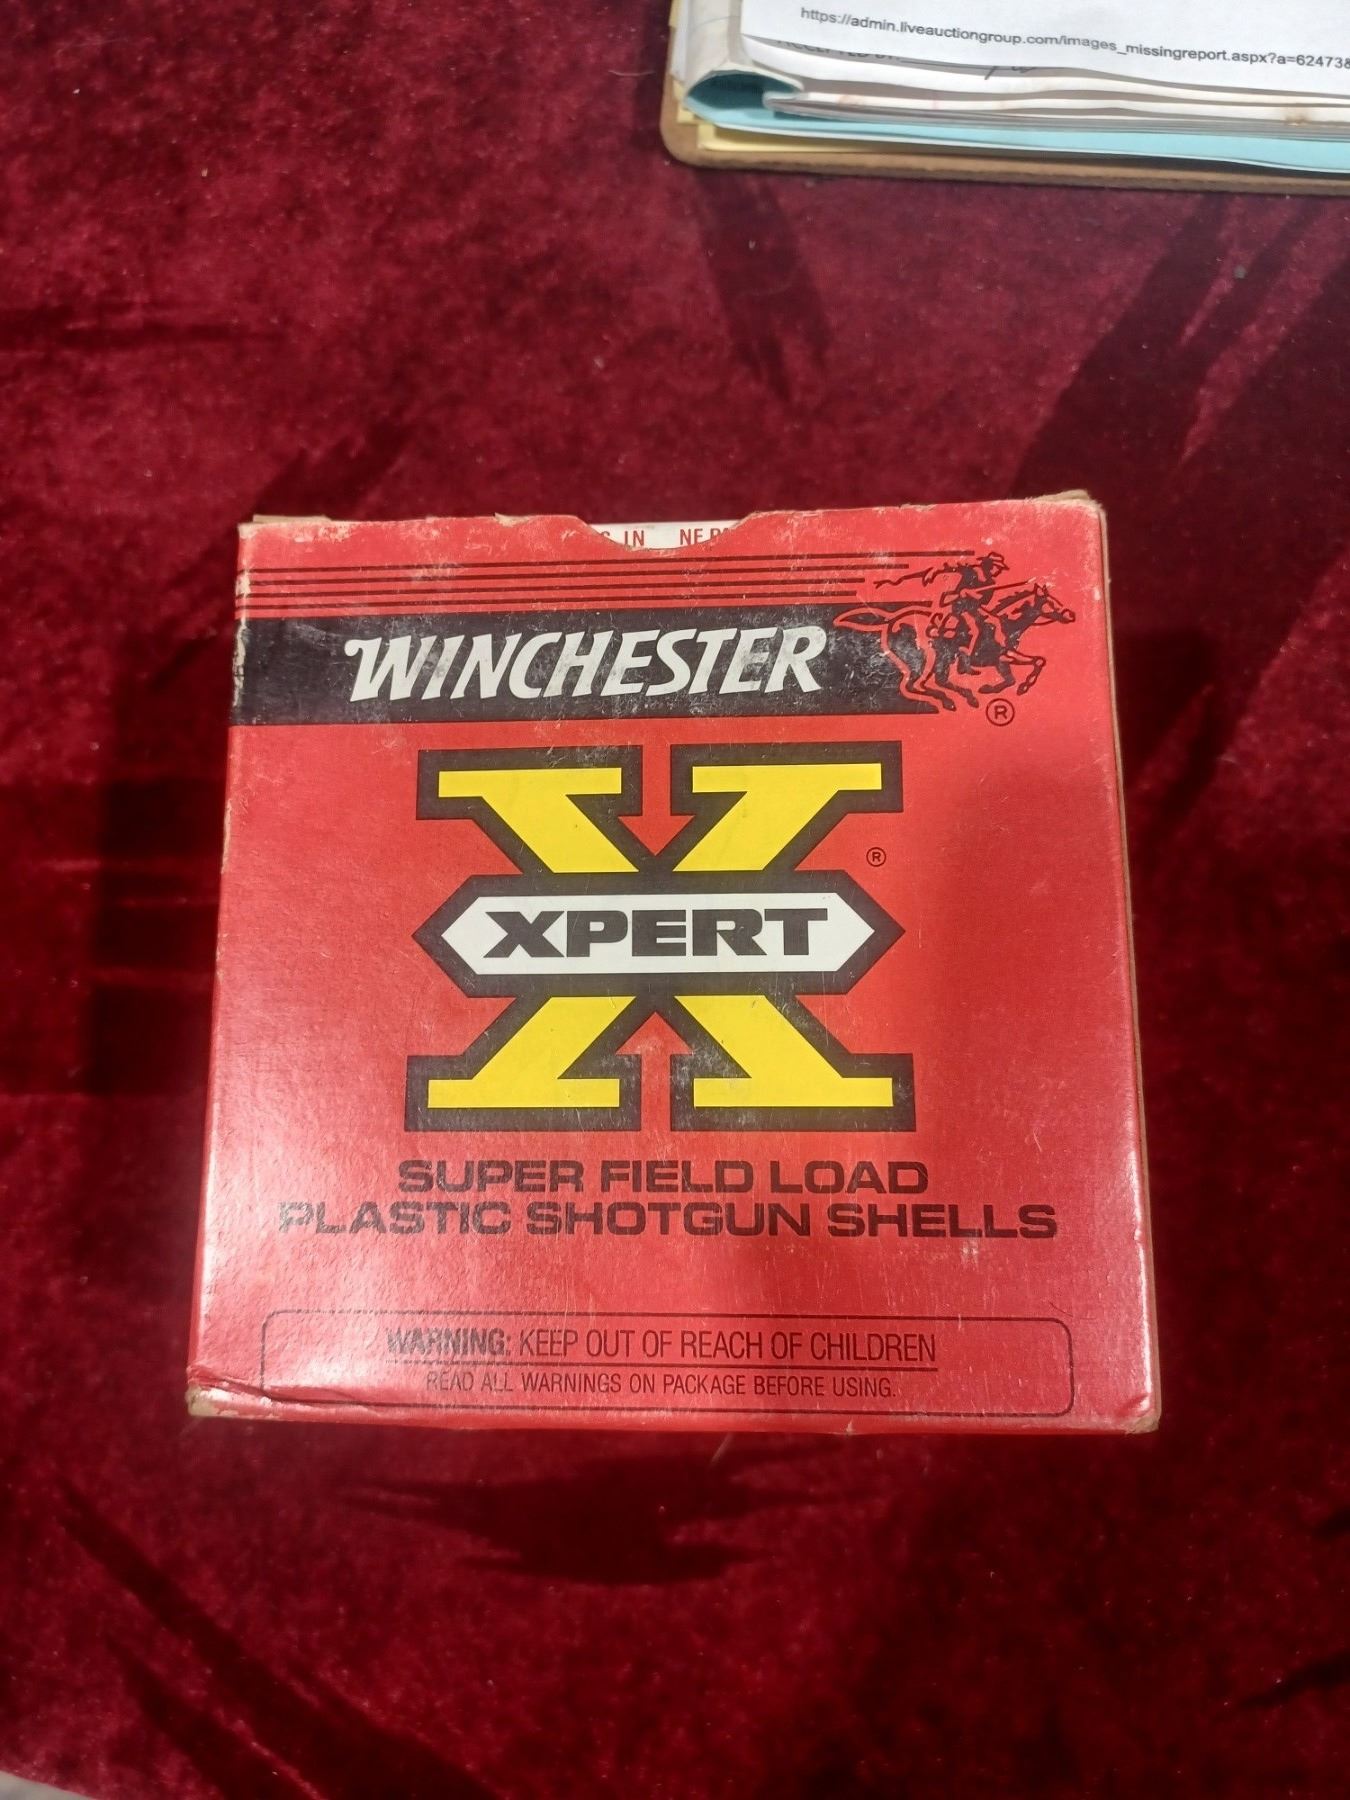 https://admin.liveauctiongroup.com/images_missingreport.aspx?a=62473
IN
WINCHESTER
®
®
XPERT
SUPER FIELD LOAD
PLASTIC SHOTGUN SHELLS
WARNING: KEEP OUT OF REACH OF CHILDREN
READ ALL WARNINGS ON PACKAGE BEFORE USING.